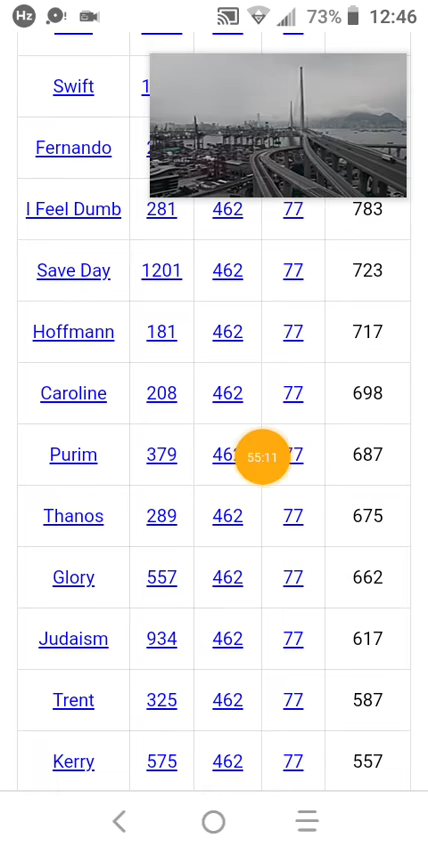 Hz 73% 12:46
Swift
Fernando
I Feel Dumb 281 462 77 783
Save Day 1201 462 77 723
Hoffmann 181 462 77 717
Caroline 208 462 77 698
Purim 379 55:11 687
Thanos 289 462 77 675
Glory 557 462 77 662
Judaism 934 462 77 617
Trent 325 462 77 587
Kerry 575 462 77 557